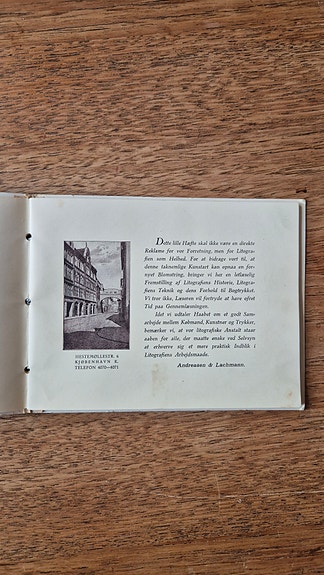 Dette lille Hæfte skal ikke være en direkte
Reklame for vor Forretning, men for Litogra-
fien som Helhed. For at bidrage vort til, at
denne taknemlige Kunstart kan opnaa en for-
nyet Blomstring, bringer vi her en letfattelig
Fremstilling af Litografiens Historie, Litogra-
fiens Teknik og dens Forhold til Bogtrykket.
Vi tror ikke, Læseren vil fortryde at have ofret
Tid paa Gennemlæsningen.
Idet vi udtaler Haabet om et godt Sam-
arbejde mellem Købmand, Kunstner og Trykker,
bemærker vi, at vor litografiske Anstalt staar
aaben for alle, der maatte ønske ved Selvsyn
at erhverve sig et mere praktisk Indblik i
Litografiens Arbejdsmaade.
Andreasen & Lachmann.
HESTEMØLLESTR. 6
KJØBENHAVN K.
TELEFON 4070—4071